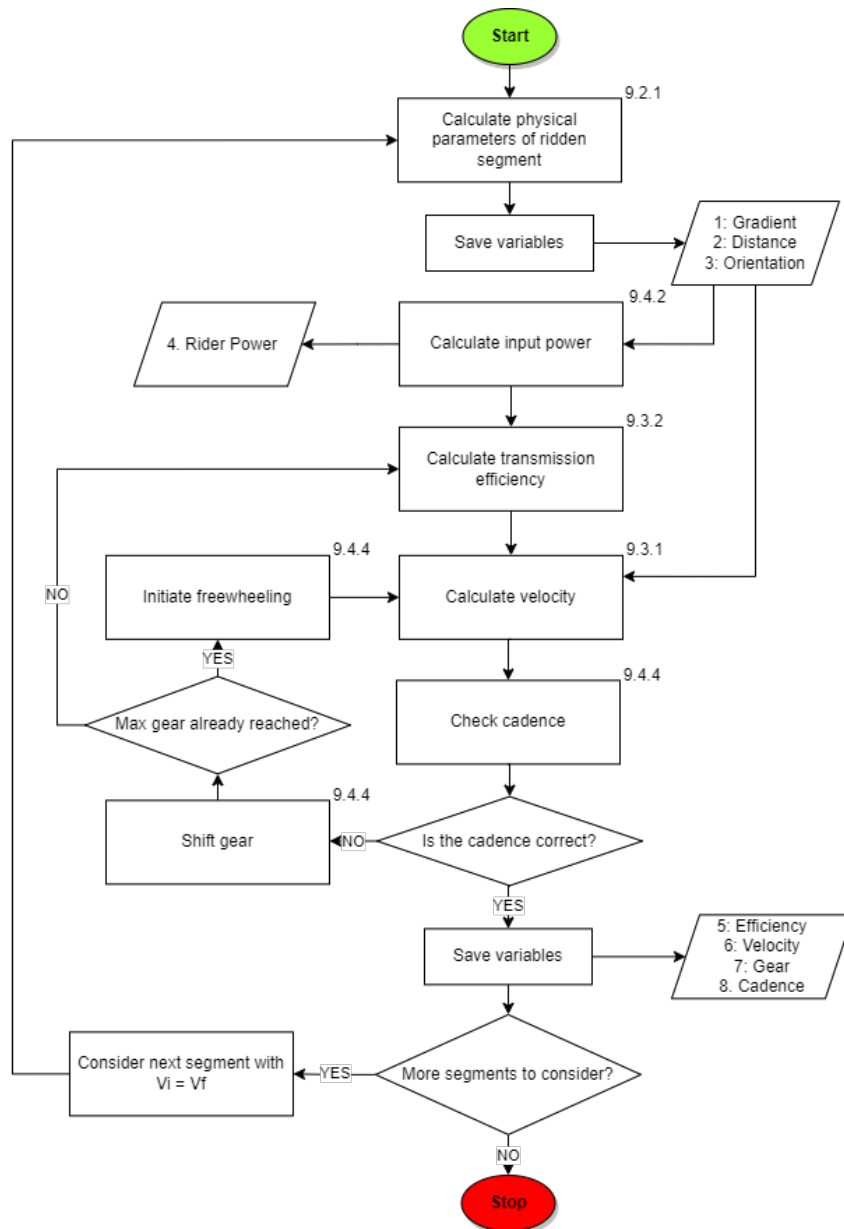 Start
9.2.1
Calculate physical
parameters of ridden
segment
Save variables
1: Gradient
2: Distance
3: Orientation
9.4.2
4. Rider Power
Calculate input power
9.3.2
Calculate transmission
efficiency
9.4.4
9.3.1
NO
Initiate freewheeling
Calculate velocity
YES
9.4.4
Max gear already reached?
Check cadence
9.4.4
Shift gear
NO
Is the cadence correct?
YES
Save variables
5: Efficiency
6: Velocity
7: Gear
8. Cadence
Consider next segment with
Vi = Vf
YES
More segments to consider?
NO
Stop